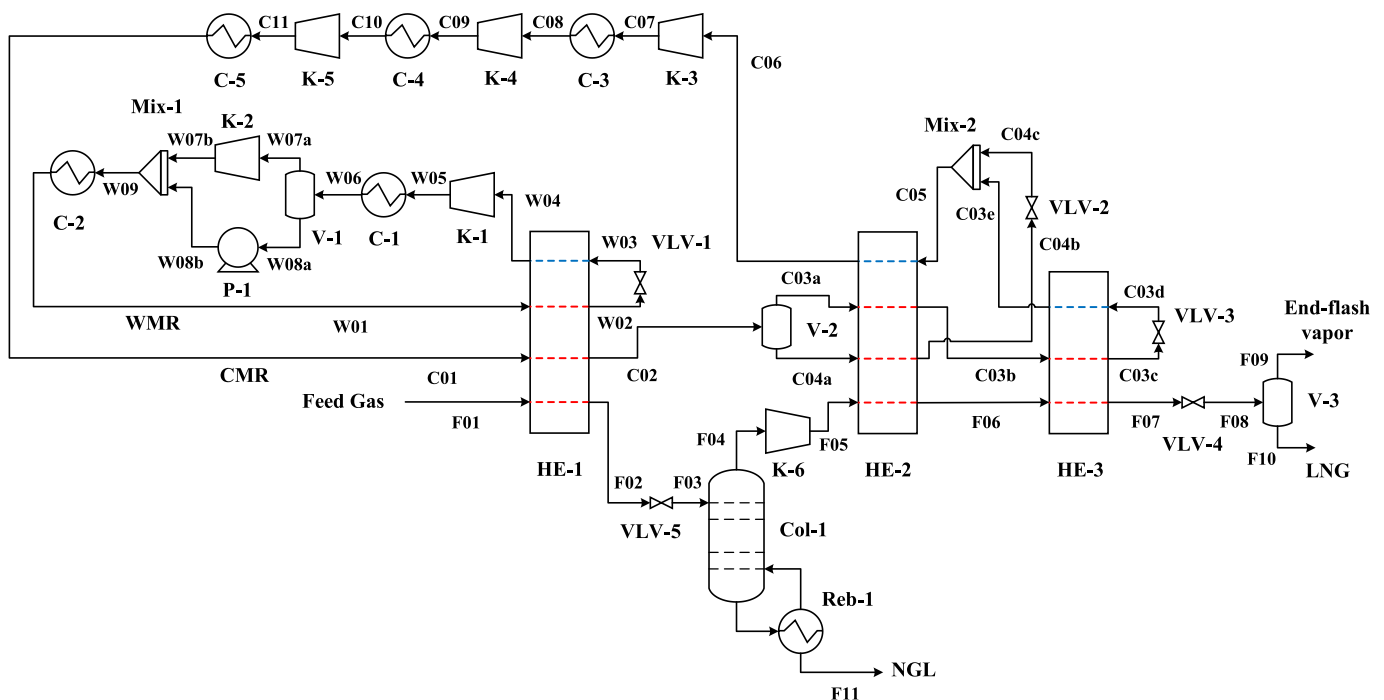 C11
C10
C09
C08
C07
C06
C-5
K-5
C-4
K-4
C-3
K-3
Mix-1
K-2
W07b
W07a
Mix-2
C04c
W09
W06
W05
W04
C05
C03e
VLV-2
C-2
V-1
C-1
K-1
W03
VLV-1
C04b
W08b
W08a
P-1
C03a
C03d
VLV-3
End-flash
vapor
WMR
W01
W02
V-2
CMR
C01
C02
C04a
C03b
C03c
F09
Feed Gas
F01
V-3
F04
F05
F06
F07
F08
VLV-4
F10
LNG
HE-1
K-6
HE-2
HE-3
F02
F03
VLV-5
Col-1
Reb-1
NGL
F11